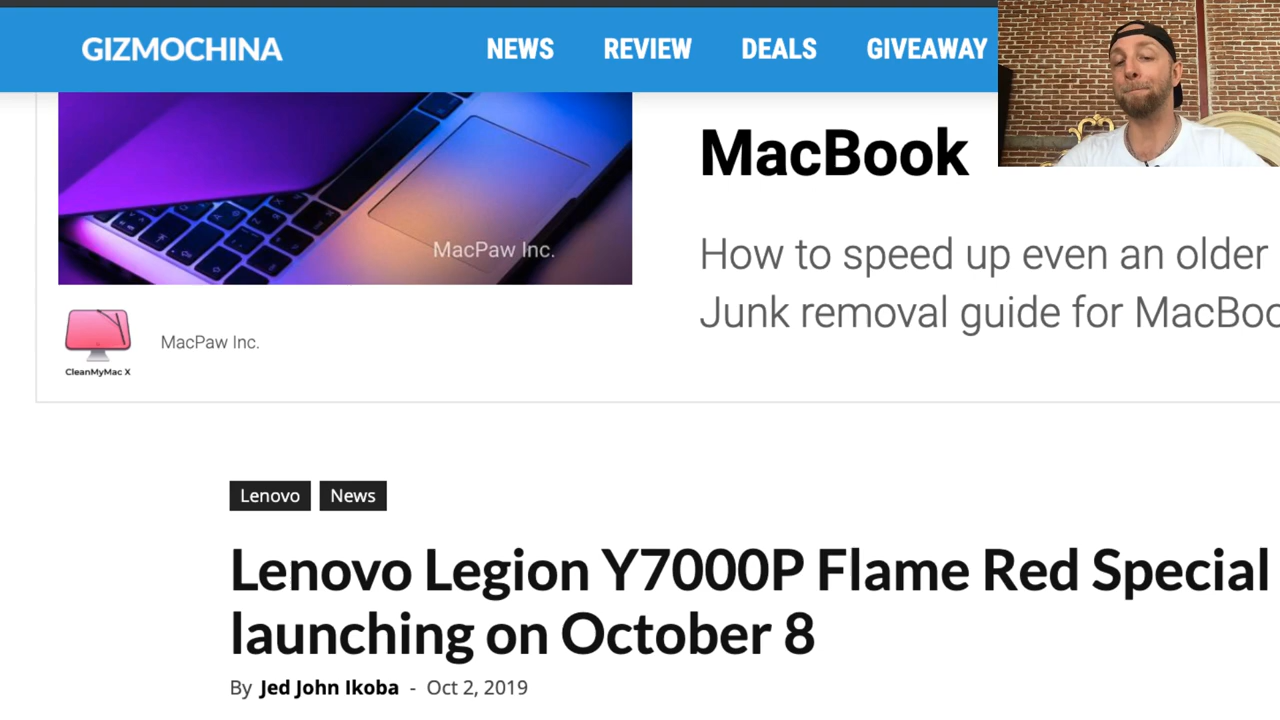 GIZMOCHINA NEWS REVIEW DEALS GIVEAWAY
MacPaw Inc.
MacBook
How to speed up even an older
Junk removal guide for MacBoo
CleanMyMac X
MacPaw Inc.
Lenovo News
Lenovo Legion Y7000P Flame Red Special
launching on October 8
By Jed John Ikoba - Oct 2, 2019